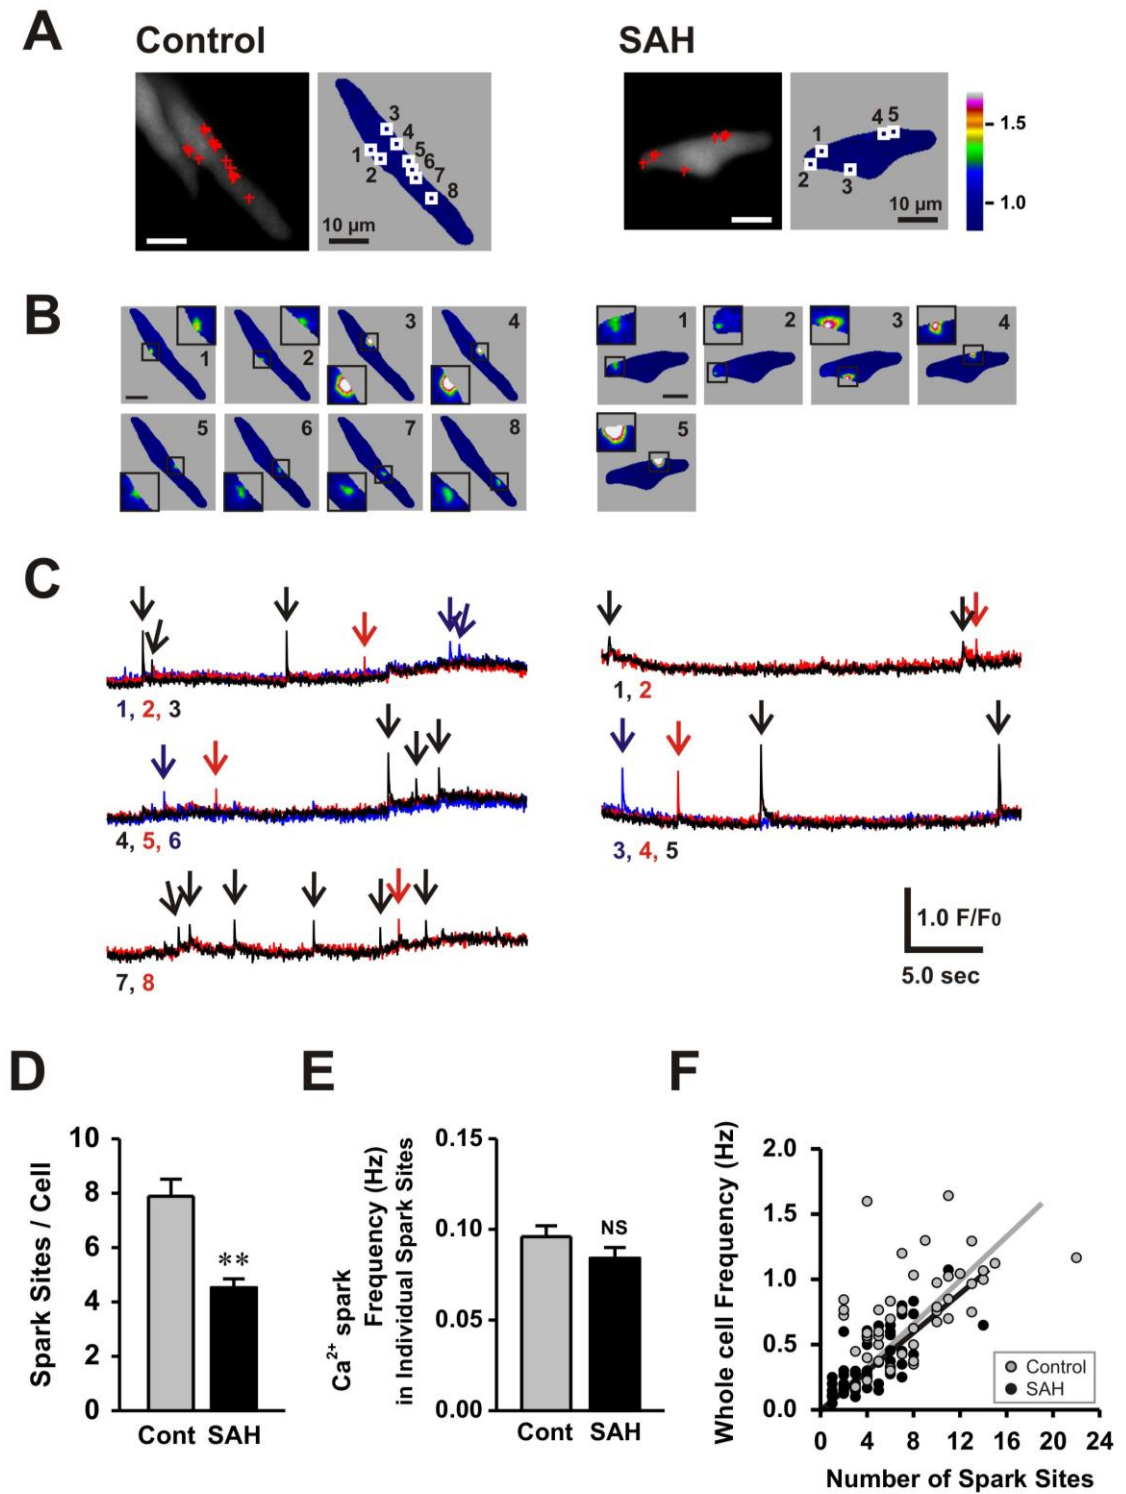 A
Control
SAH
3
4
5
1
6
2
7
8
10 µm
4 5
1
2
3
10 µm
1.5
1.0
B
1
2
3
4
5
6
7
8
1
2
3
4
5
C
1, 2, 3
1, 2
4, 5, 6
3, 4, 5
7, 8
1.0 F/F0
5.0 sec
D
E
F
Spark Sites / Cell
10
8
6
4
2
0
**
Cont SAH
Ca2+ spark
Frequency (Hz)
in Individual Spark Sites
0.15
0.10
0.05
0.00
NS
Cont SAH
Whole cell Frequency (Hz)
2.0
1.5
1.0
0.5
0.0
Control
SAH
0 4 8 12 16 20 24
Number of Spark Sites